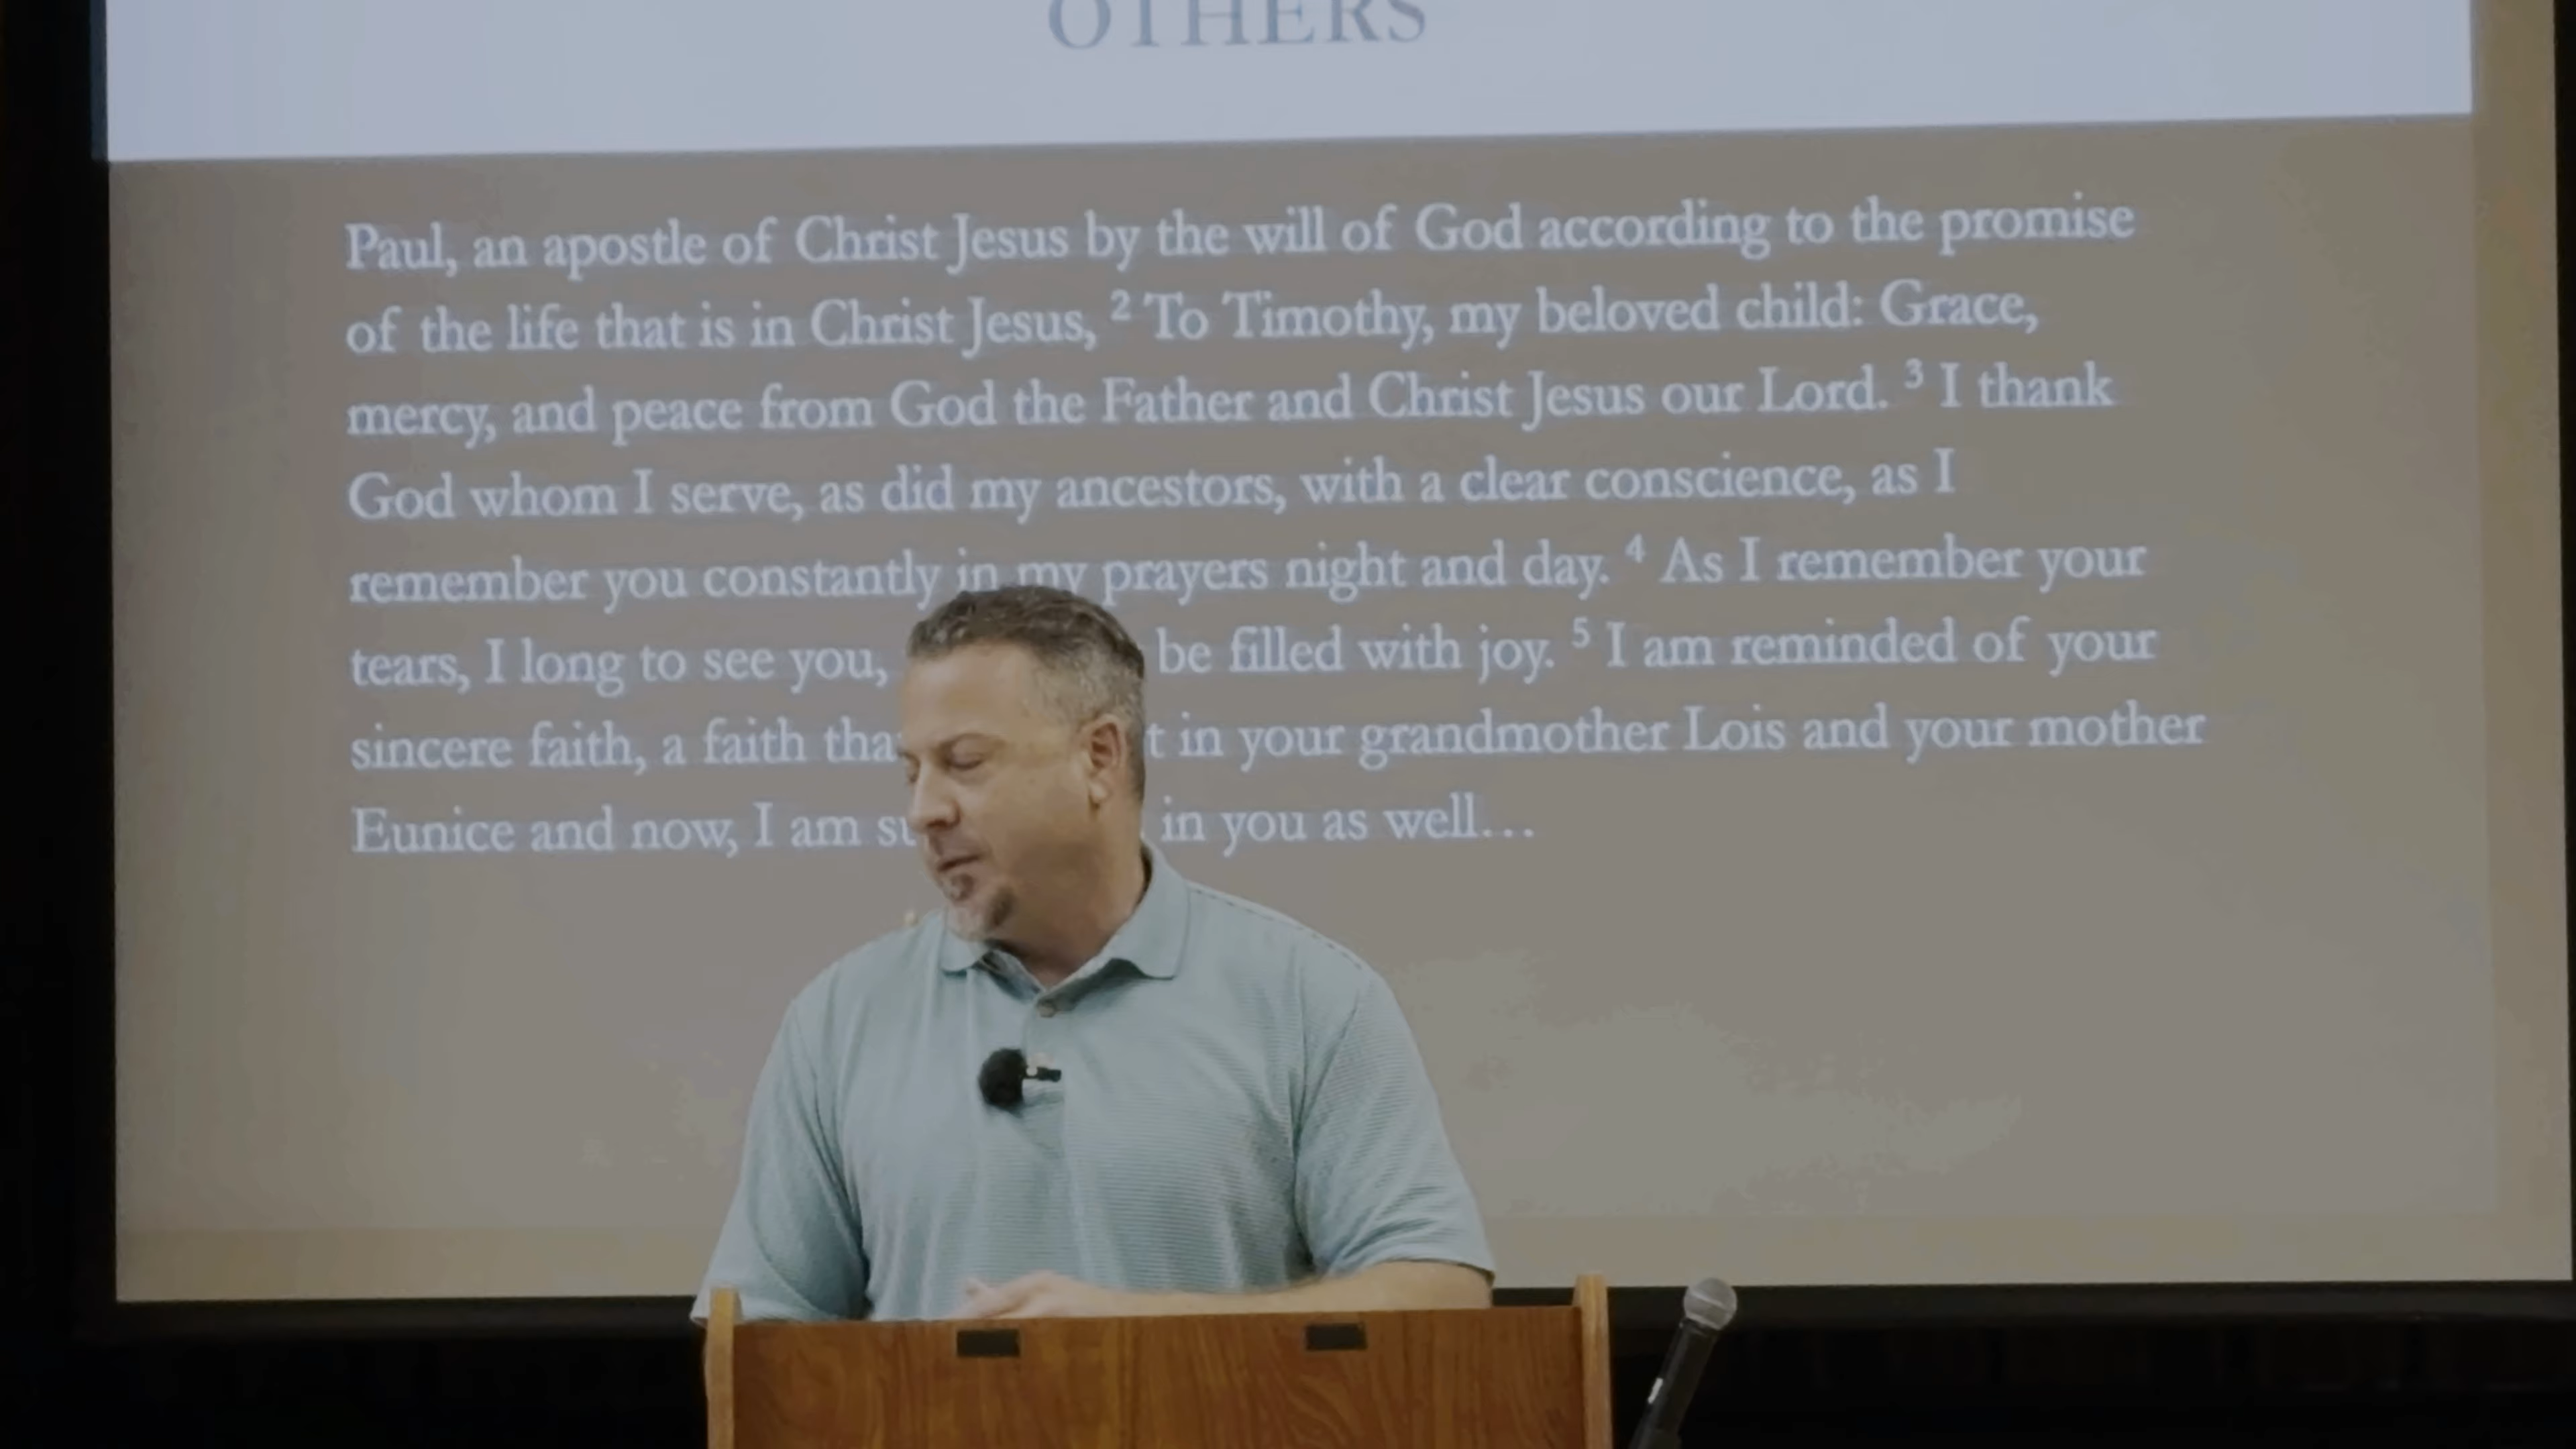 OTHERS
Paul, an apostle of Christ Jesus by the will of God according to the promise
of the life that is in Christ Jesus, ² To Timothy, my beloved child: Grace,
mercy, and peace from God the Father and Christ Jesus our Lord. ³ I thank
God whom I serve, as did my ancestors, with a clear conscience, as I
remember you constantly in my prayers night and day. ⁴ As I remember your
tears, I long to see you, be filled with joy. ⁵ I am reminded of your
sincere faith, a faith in your grandmother Lois and your mother
Eunice and now, I am in you as well…